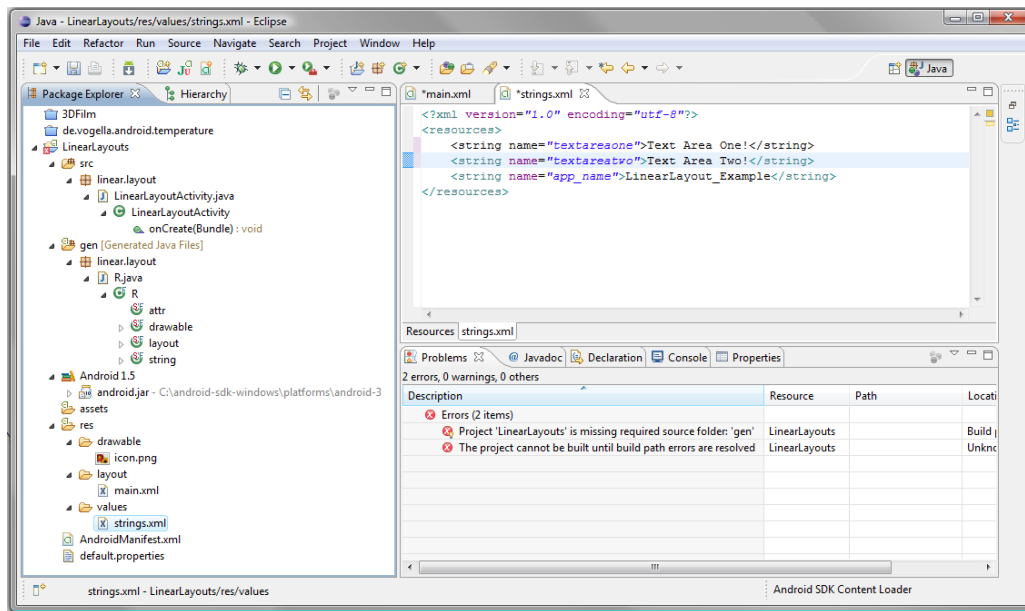 Java - LinearLayouts/res/values/strings.xml - Eclipse
File Edit Refactor Run Source Navigate Search Project Window Help
Java
Package Explorer Hierarchy
3DFilm
de.vogella.android.temperature
LinearLayouts
src
linear.layout
LinearLayoutActivity.java
LinearLayoutActivity
onCreate(Bundle) : void
gen [Generated Java Files]
linear.layout
R.java
R
attr
drawable
layout
string
Android 1.5
android.jar - C:\android-sdk-windows\platforms\android-3
assets
res
drawable
icon.png
layout
main.xml
values
strings.xml
AndroidManifest.xml
default.properties
*main.xml *strings.xml
<?xml version="1.0" encoding="utf-8"?>
<resources>
<string name="textareaone">Text Area One!</string>
<string name="textareatwo">Text Area Two!</string>
<string name="app_name">LinearLayout_Example</string>
</resources>
Resources strings.xml
Problems @ Javadoc Declaration Console Properties
2 errors, 0 warnings, 0 others
Description Resource Path Locati
Errors (2 items)
Project 'LinearLayouts' is missing required source folder: 'gen' LinearLayouts Build p
The project cannot be built until build path errors are resolved LinearLayouts Unkno
strings.xml - LinearLayouts/res/values
Android SDK Content Loader